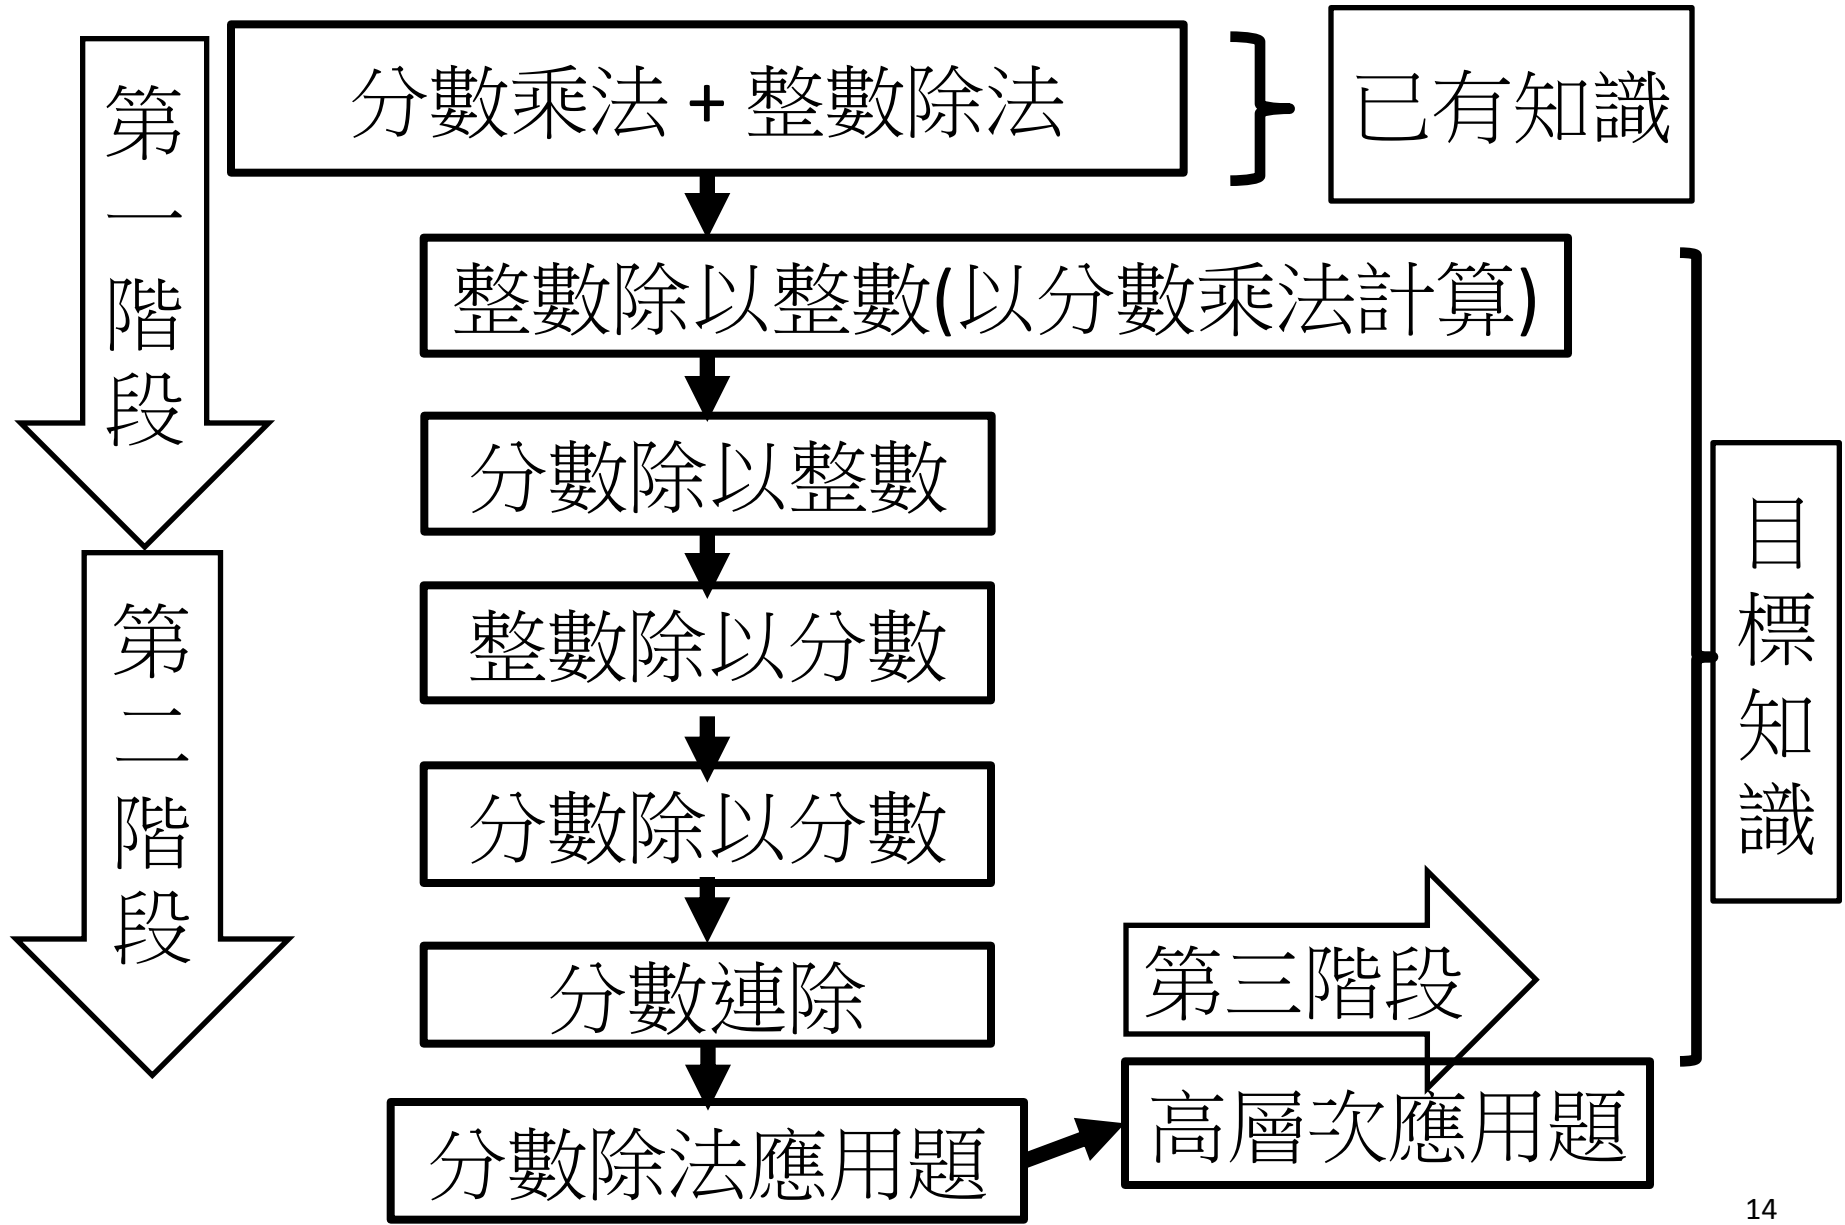 第一階段
分數乘法 + 整數除法
已有知識
整數除以整數(以分數乘法計算)
分數除以整數
整數除以分數
分數除以分數
分數連除
分數除法應用題
第二階段
第三階段
高層次應用題
目標知識
14